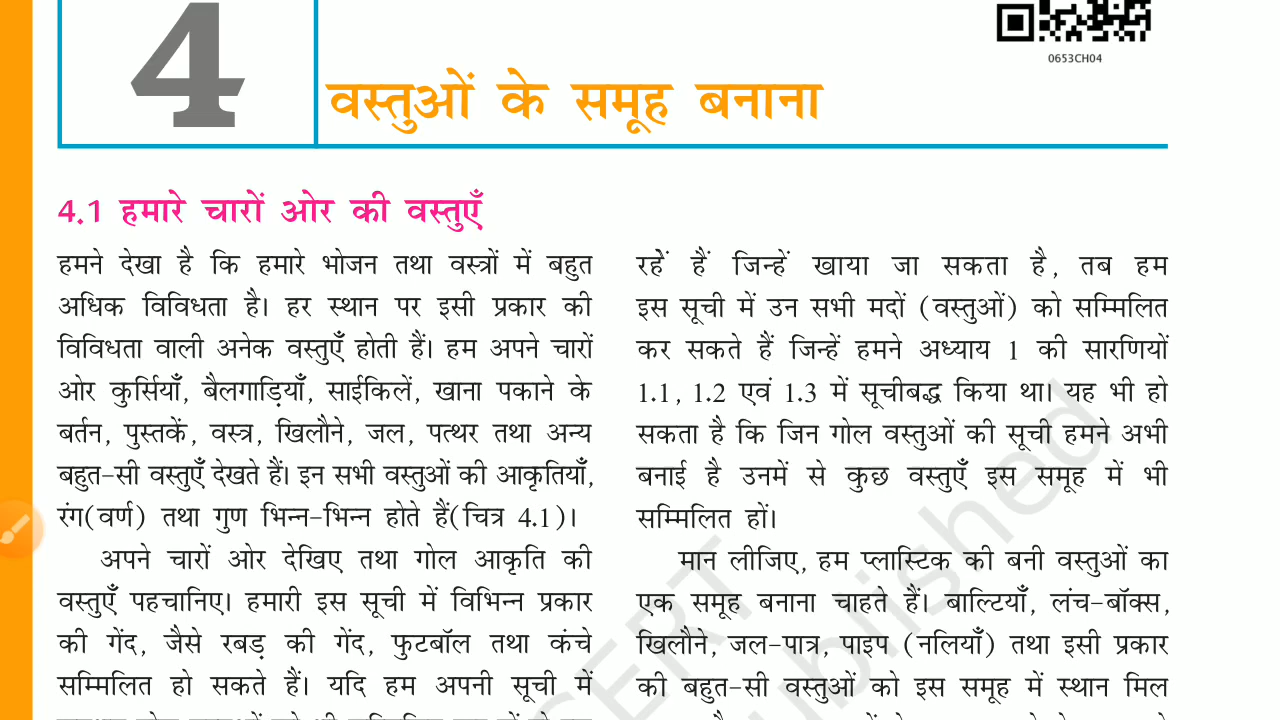 4
0653CH04
वस्तुओं के समूह बनाना
4.1 हमारे चारों ओर की वस्तुएँ
हमने देखा है कि हमारे भोजन तथा वस्त्रों में बहुत
अधिक विविधता है। हर स्थान पर इसी प्रकार की
विविधता वाली अनेक वस्तुएँ होती हैं। हम अपने चारों
ओर कुर्सियाँ, बैलगाड़ियाँ, साईकिलें, खाना पकाने के
बर्तन, पुस्तकें, वस्त्र, खिलौने, जल, पत्थर तथा अन्य
बहुत-सी वस्तुएँ देखते हैं। इन सभी वस्तुओं की आकृतियाँ,
रंग(वर्ण) तथा गुण भिन्न-भिन्न होते हैं(चित्र 4.1)।
अपने चारों ओर देखिए तथा गोल आकृति की
वस्तुएँ पहचानिए। हमारी इस सूची में विभिन्न प्रकार
की गेंद, जैसे रबड़ की गेंद, फुटबॉल तथा कंचे
सम्मिलित हो सकते हैं। यदि हम अपनी सूची में
रहें हैं जिन्हें खाया जा सकता है, तब हम
इस सूची में उन सभी मदों (वस्तुओं) को सम्मिलित
कर सकते हैं जिन्हें हमने अध्याय 1 की सारणियों
1.1, 1.2 एवं 1.3 में सूचीबद्ध किया था। यह भी हो
सकता है कि जिन गोल वस्तुओं की सूची हमने अभी
बनाई है उनमें से कुछ वस्तुएँ इस समूह में भी
सम्मिलित हों।
मान लीजिए, हम प्लास्टिक की बनी वस्तुओं का
एक समूह बनाना चाहते हैं। बाल्टियाँ, लंच-बॉक्स,
खिलौने, जल-पात्र, पाइप (नलियाँ) तथा इसी प्रकार
की बहुत-सी वस्तुओं को इस समूह में स्थान मिल